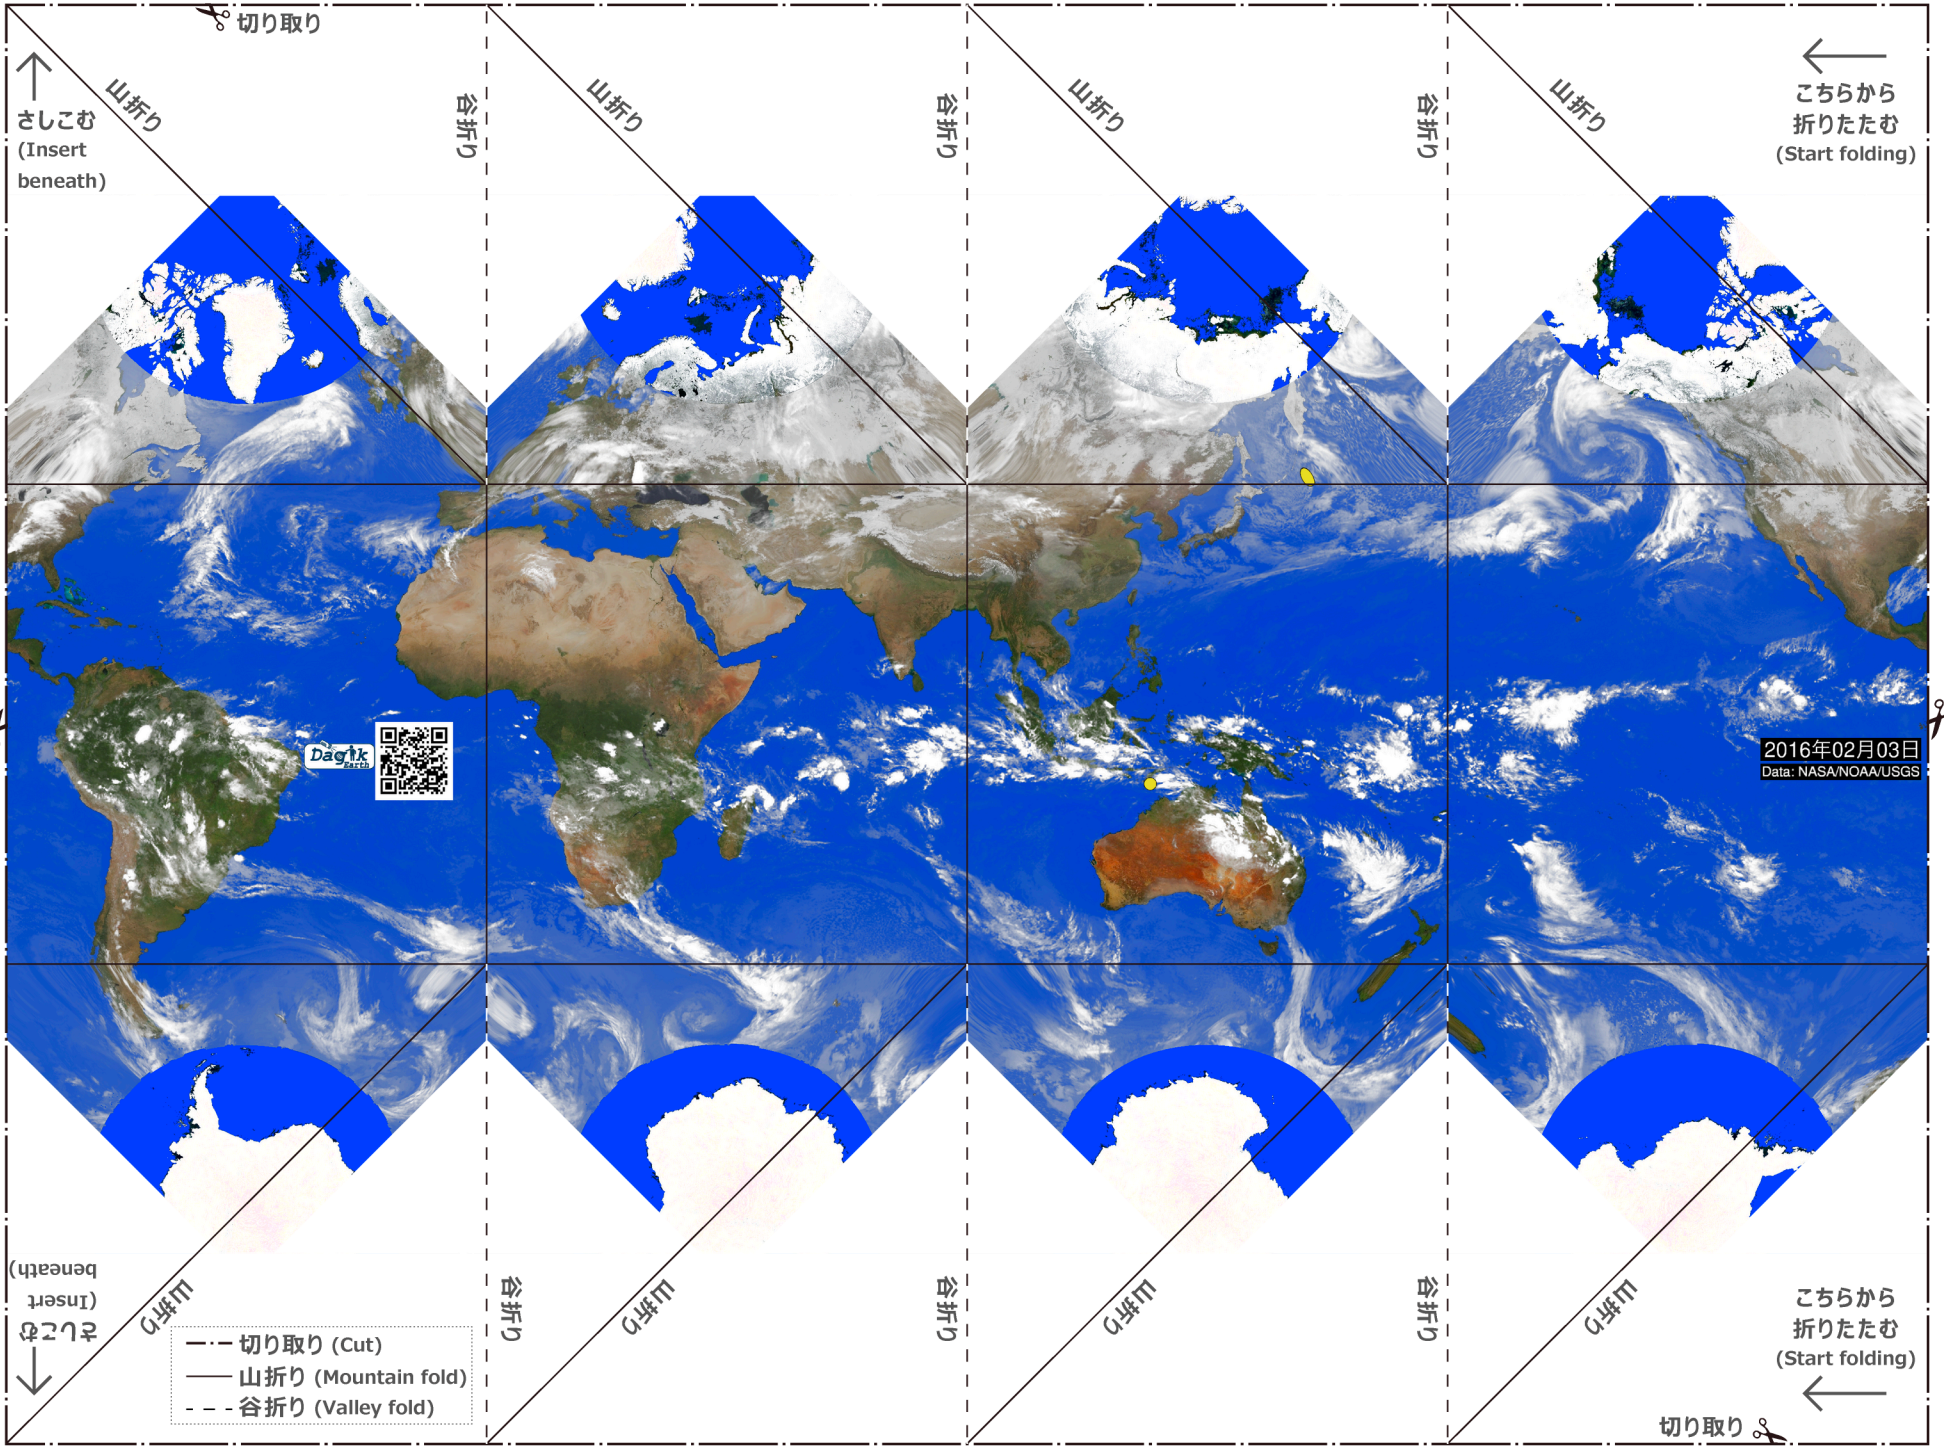 切り取り
山折り
山折り
山折り
山折り
谷折り
谷折り
谷折り
さしこむ
(Insert
beneath)
こちらから
折りたたむ
(Start folding)
Dagik
Earth
2016年02月03日
Data: NASA/NOAA/USGS
さしこむ
(Insert
beneath)
山折り
山折り
山折り
山折り
谷折り
谷折り
谷折り
こちらから
折りたたむ
(Start folding)
切り取り (Cut)
山折り (Mountain fold)
谷折り (Valley fold)
切り取り